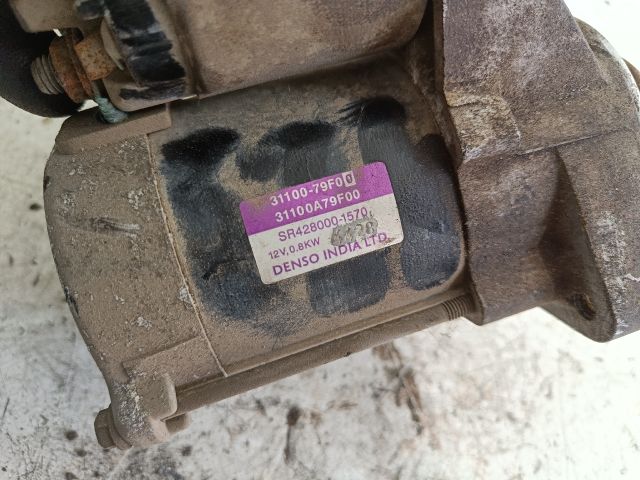 31100-79F00
31100A79F00
SR428000-1570
12V, 0.8KW
DENSO INDIA LTD.